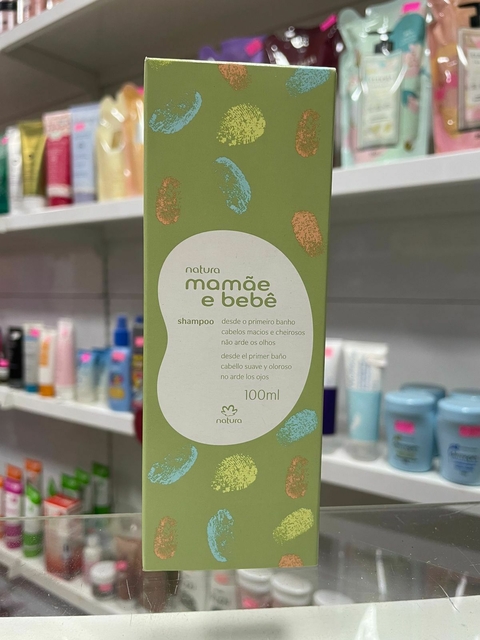 natura
mamãe
e bebê
shampoo
desde o primeiro banho
cabelos macios e cheirosos
não arde os olhos
desde el primer baño
cabello suave y oloroso
no arde los ojos
100ml
natura